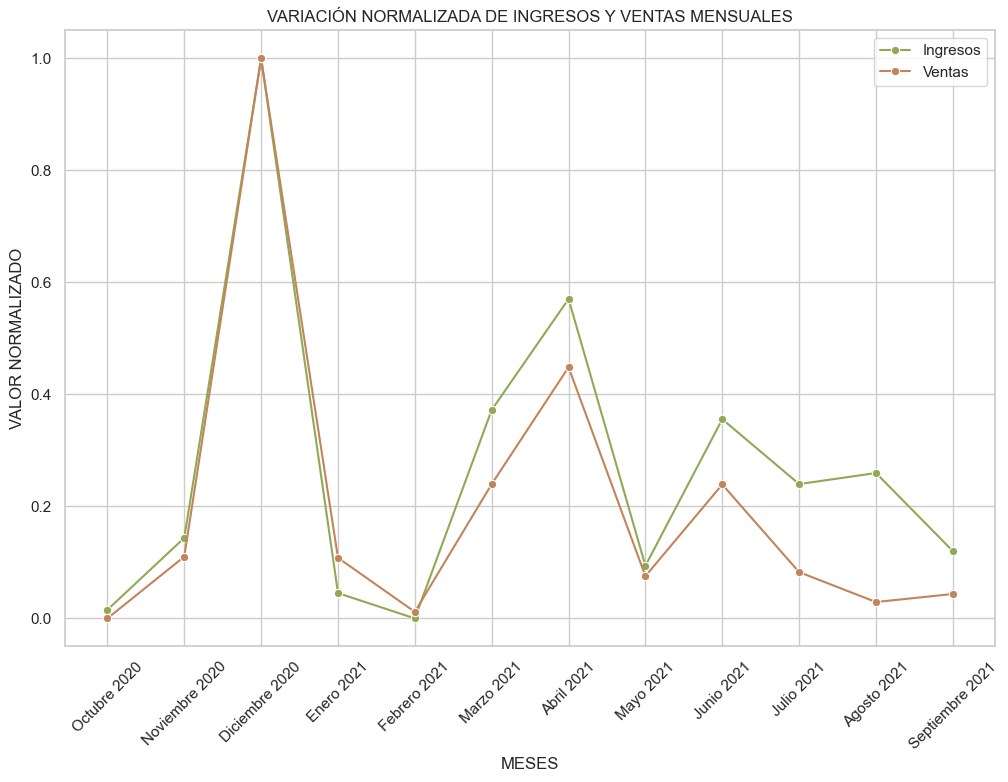 VARIACIÓN NORMALIZADA DE INGRESOS Y VENTAS MENSUALES
Ingresos
Ventas
VALOR NORMALIZADO
1.0
0.8
0.6
0.4
0.2
0.0
Octubre 2020
Noviembre 2020
Diciembre 2020
Enero 2021
Febrero 2021
Marzo 2021
Abril 2021
Mayo 2021
Junio 2021
Julio 2021
Agosto 2021
Septiembre 2021
MESES